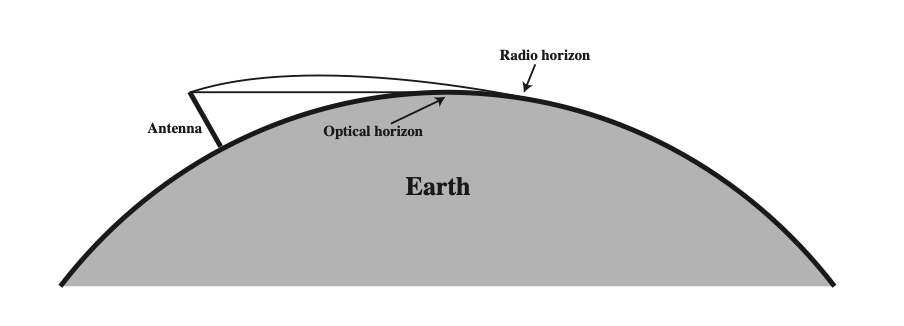 Radio horizon
Antenna
Optical horizon
Earth